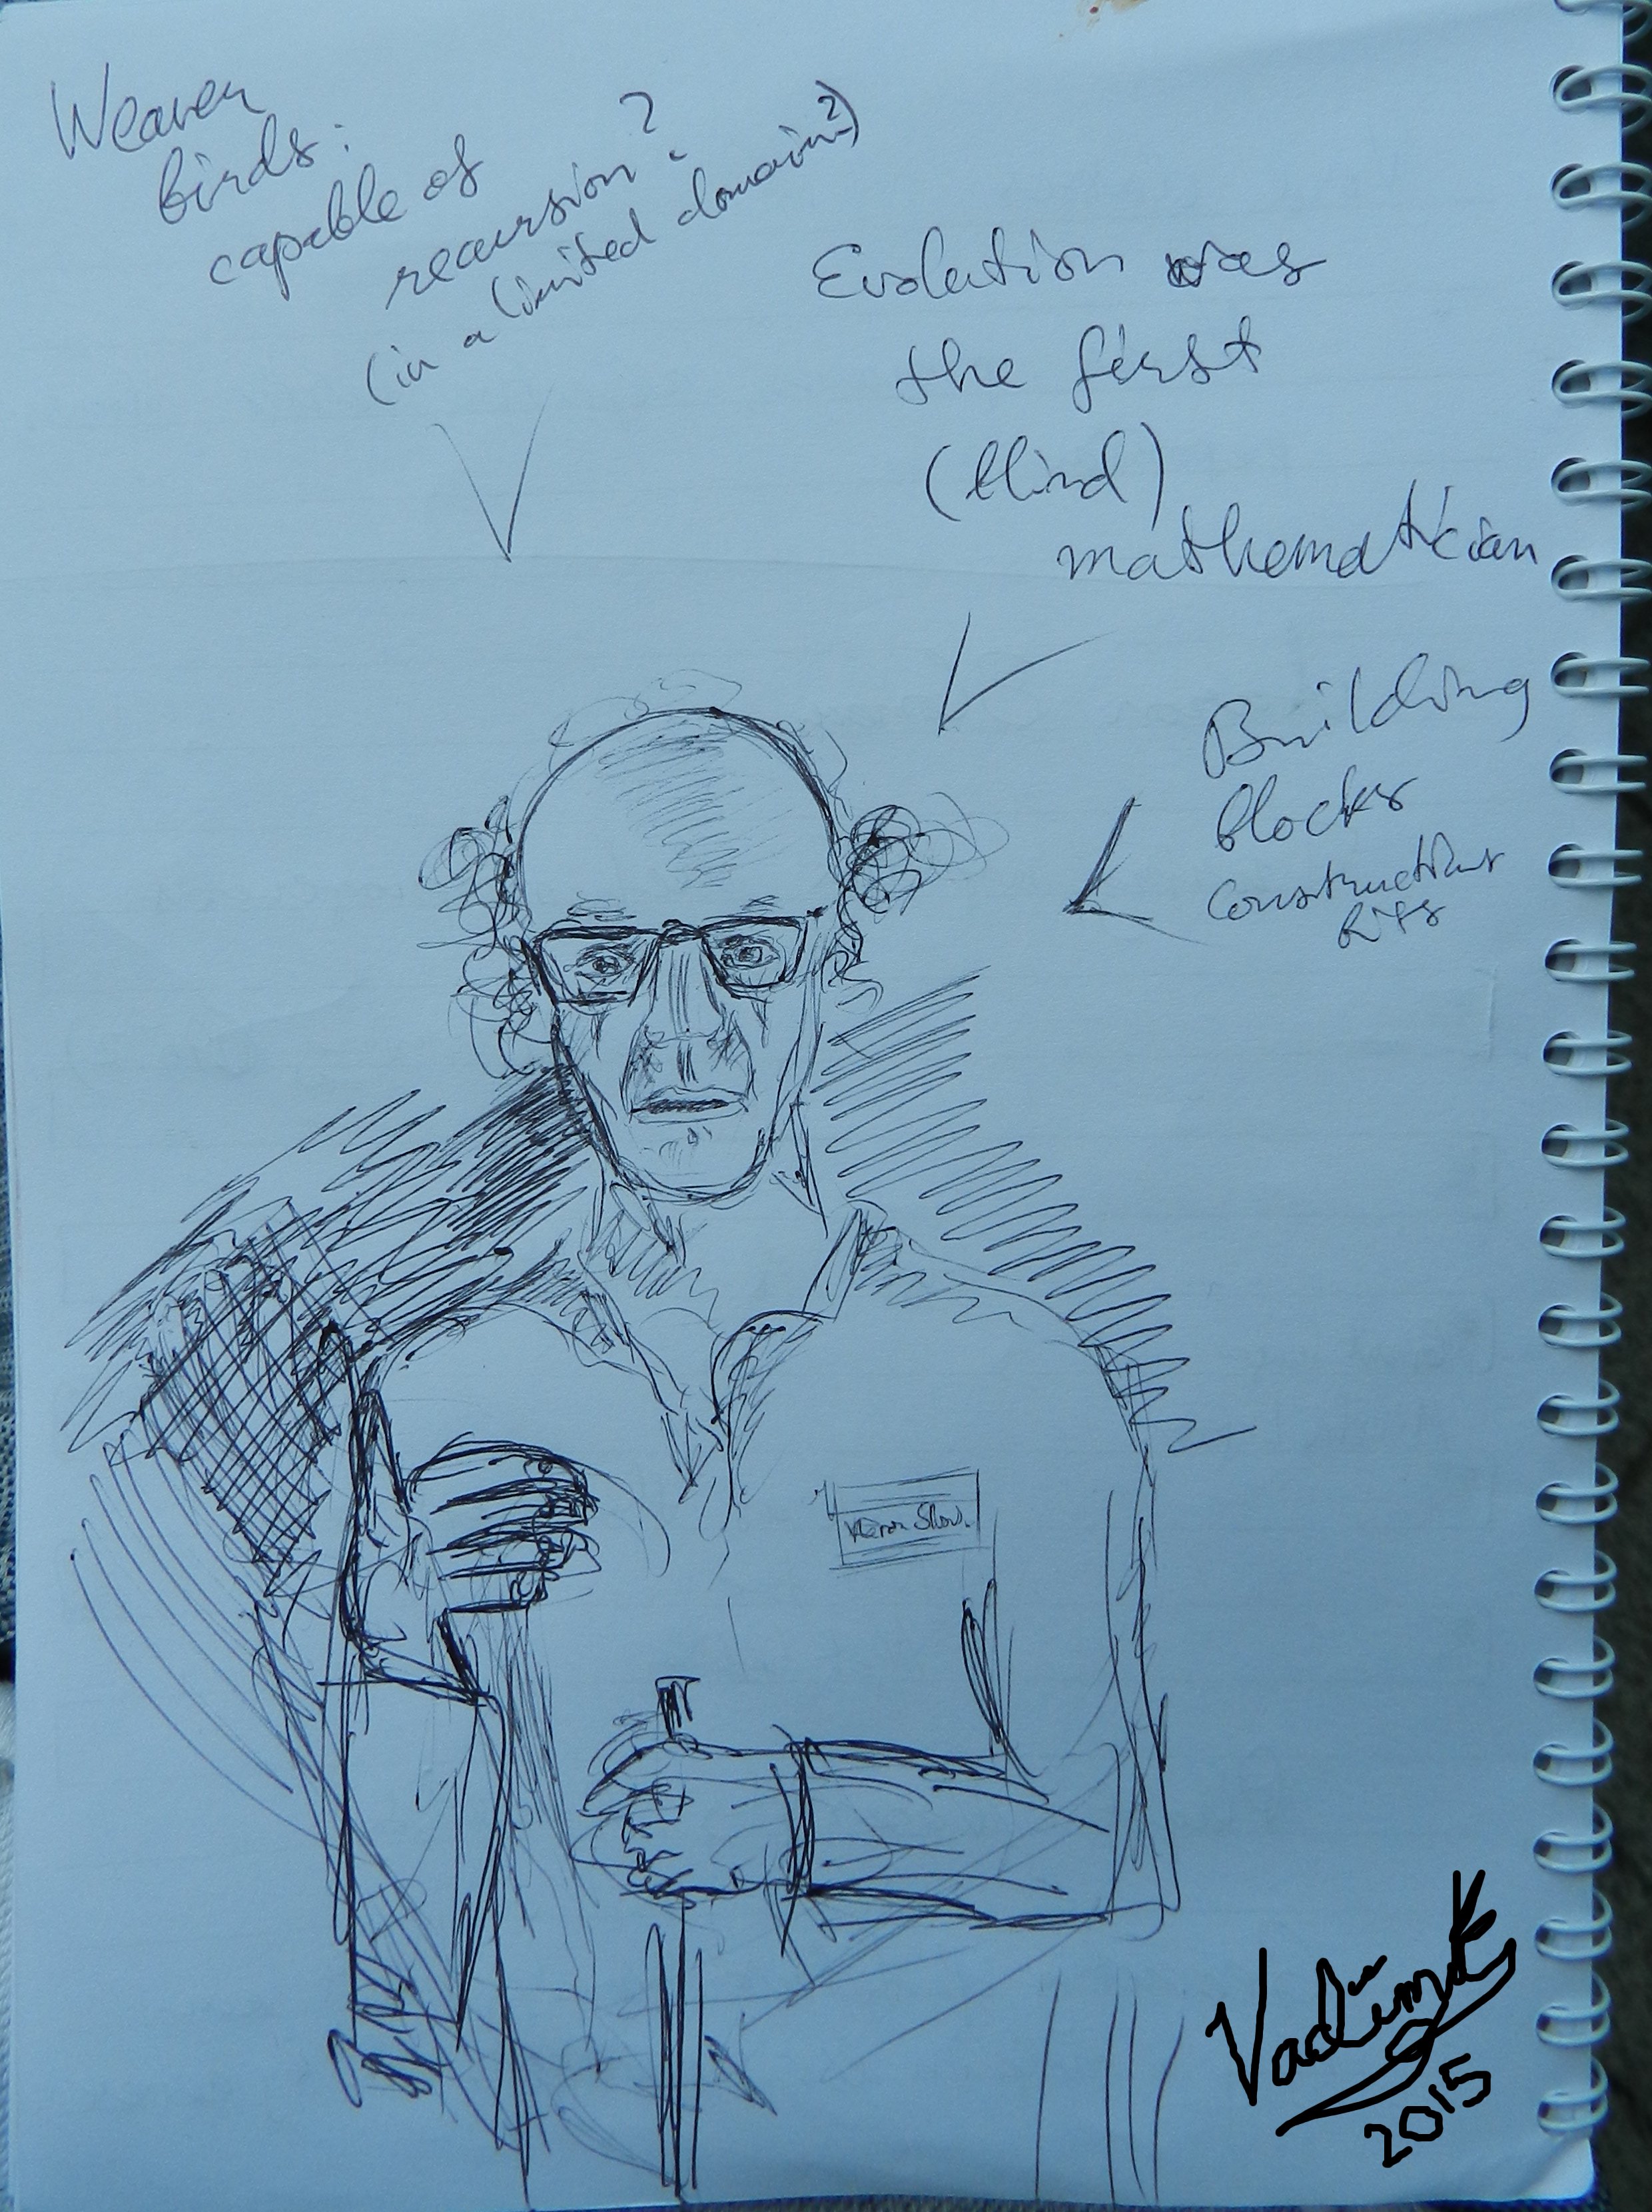 Weaver
birds:
capable of
recursion?
(in a limited domain?)
Evolution was
the first
(blind)
mathematician
Building
blocks
Construction
kits
Aaron Slom.
VadimK
2015